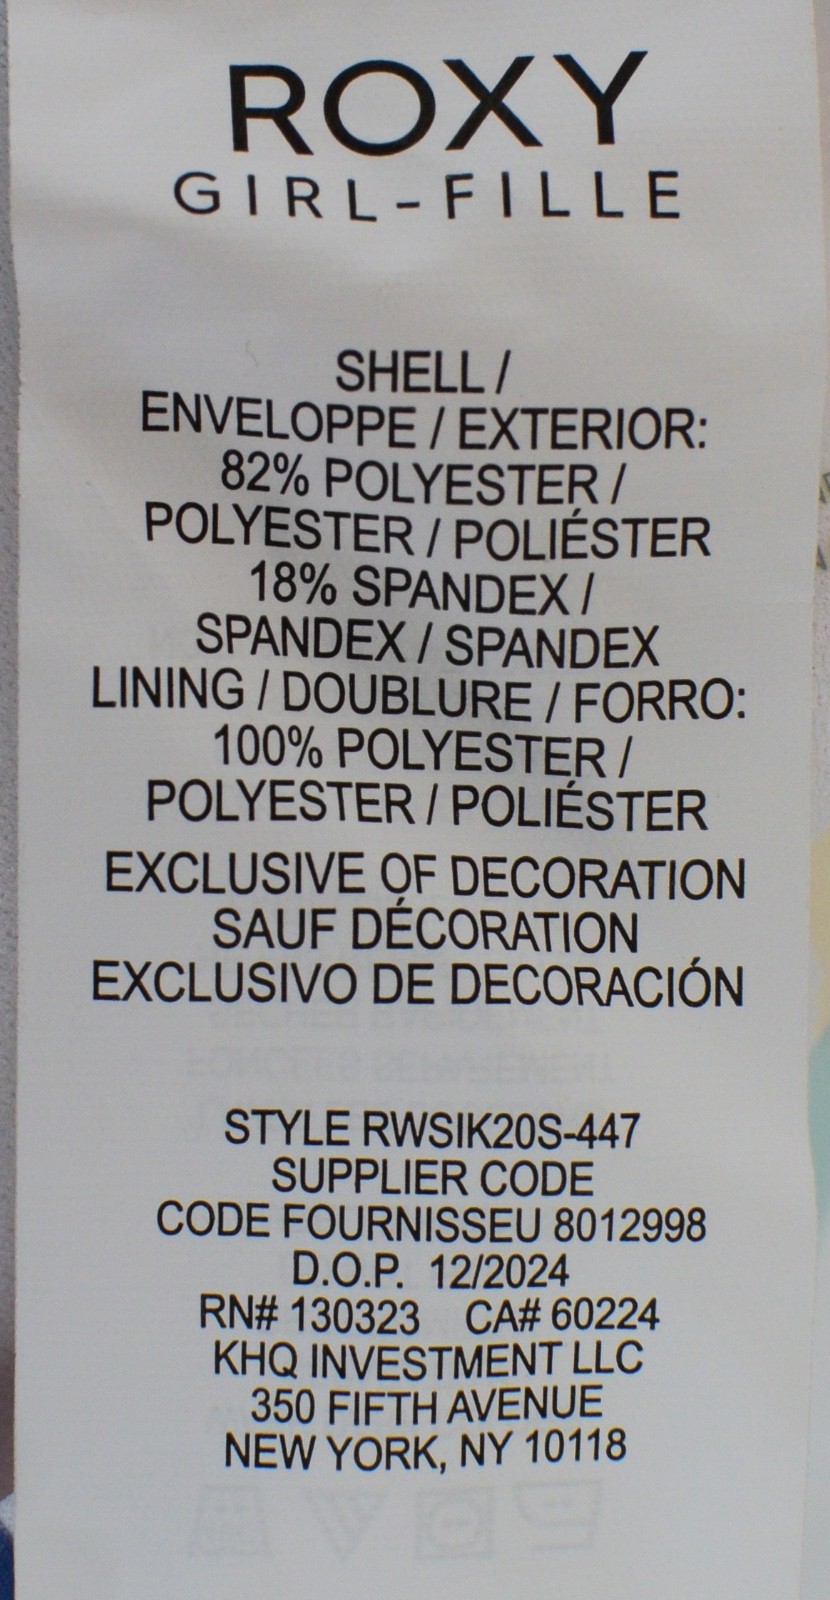 ROXY
GIRL-FILLE
SHELL /
ENVELOPPE / EXTERIOR:
82% POLYESTER /
POLYESTER / POLIÉSTER
18% SPANDEX /
SPANDEX / SPANDEX
LINING / DOUBLURE / FORRO:
100% POLYESTER /
POLYESTER / POLIÉSTER
EXCLUSIVE OF DECORATION
SAUF DÉCORATION
EXCLUSIVO DE DECORACIÓN
STYLE RWSIK20S-447
SUPPLIER CODE
CODE FOURNISSEU 8012998
D.O.P. 12/2024
RN# 130323 CA# 60224
KHQ INVESTMENT LLC
350 FIFTH AVENUE
NEW YORK, NY 10118